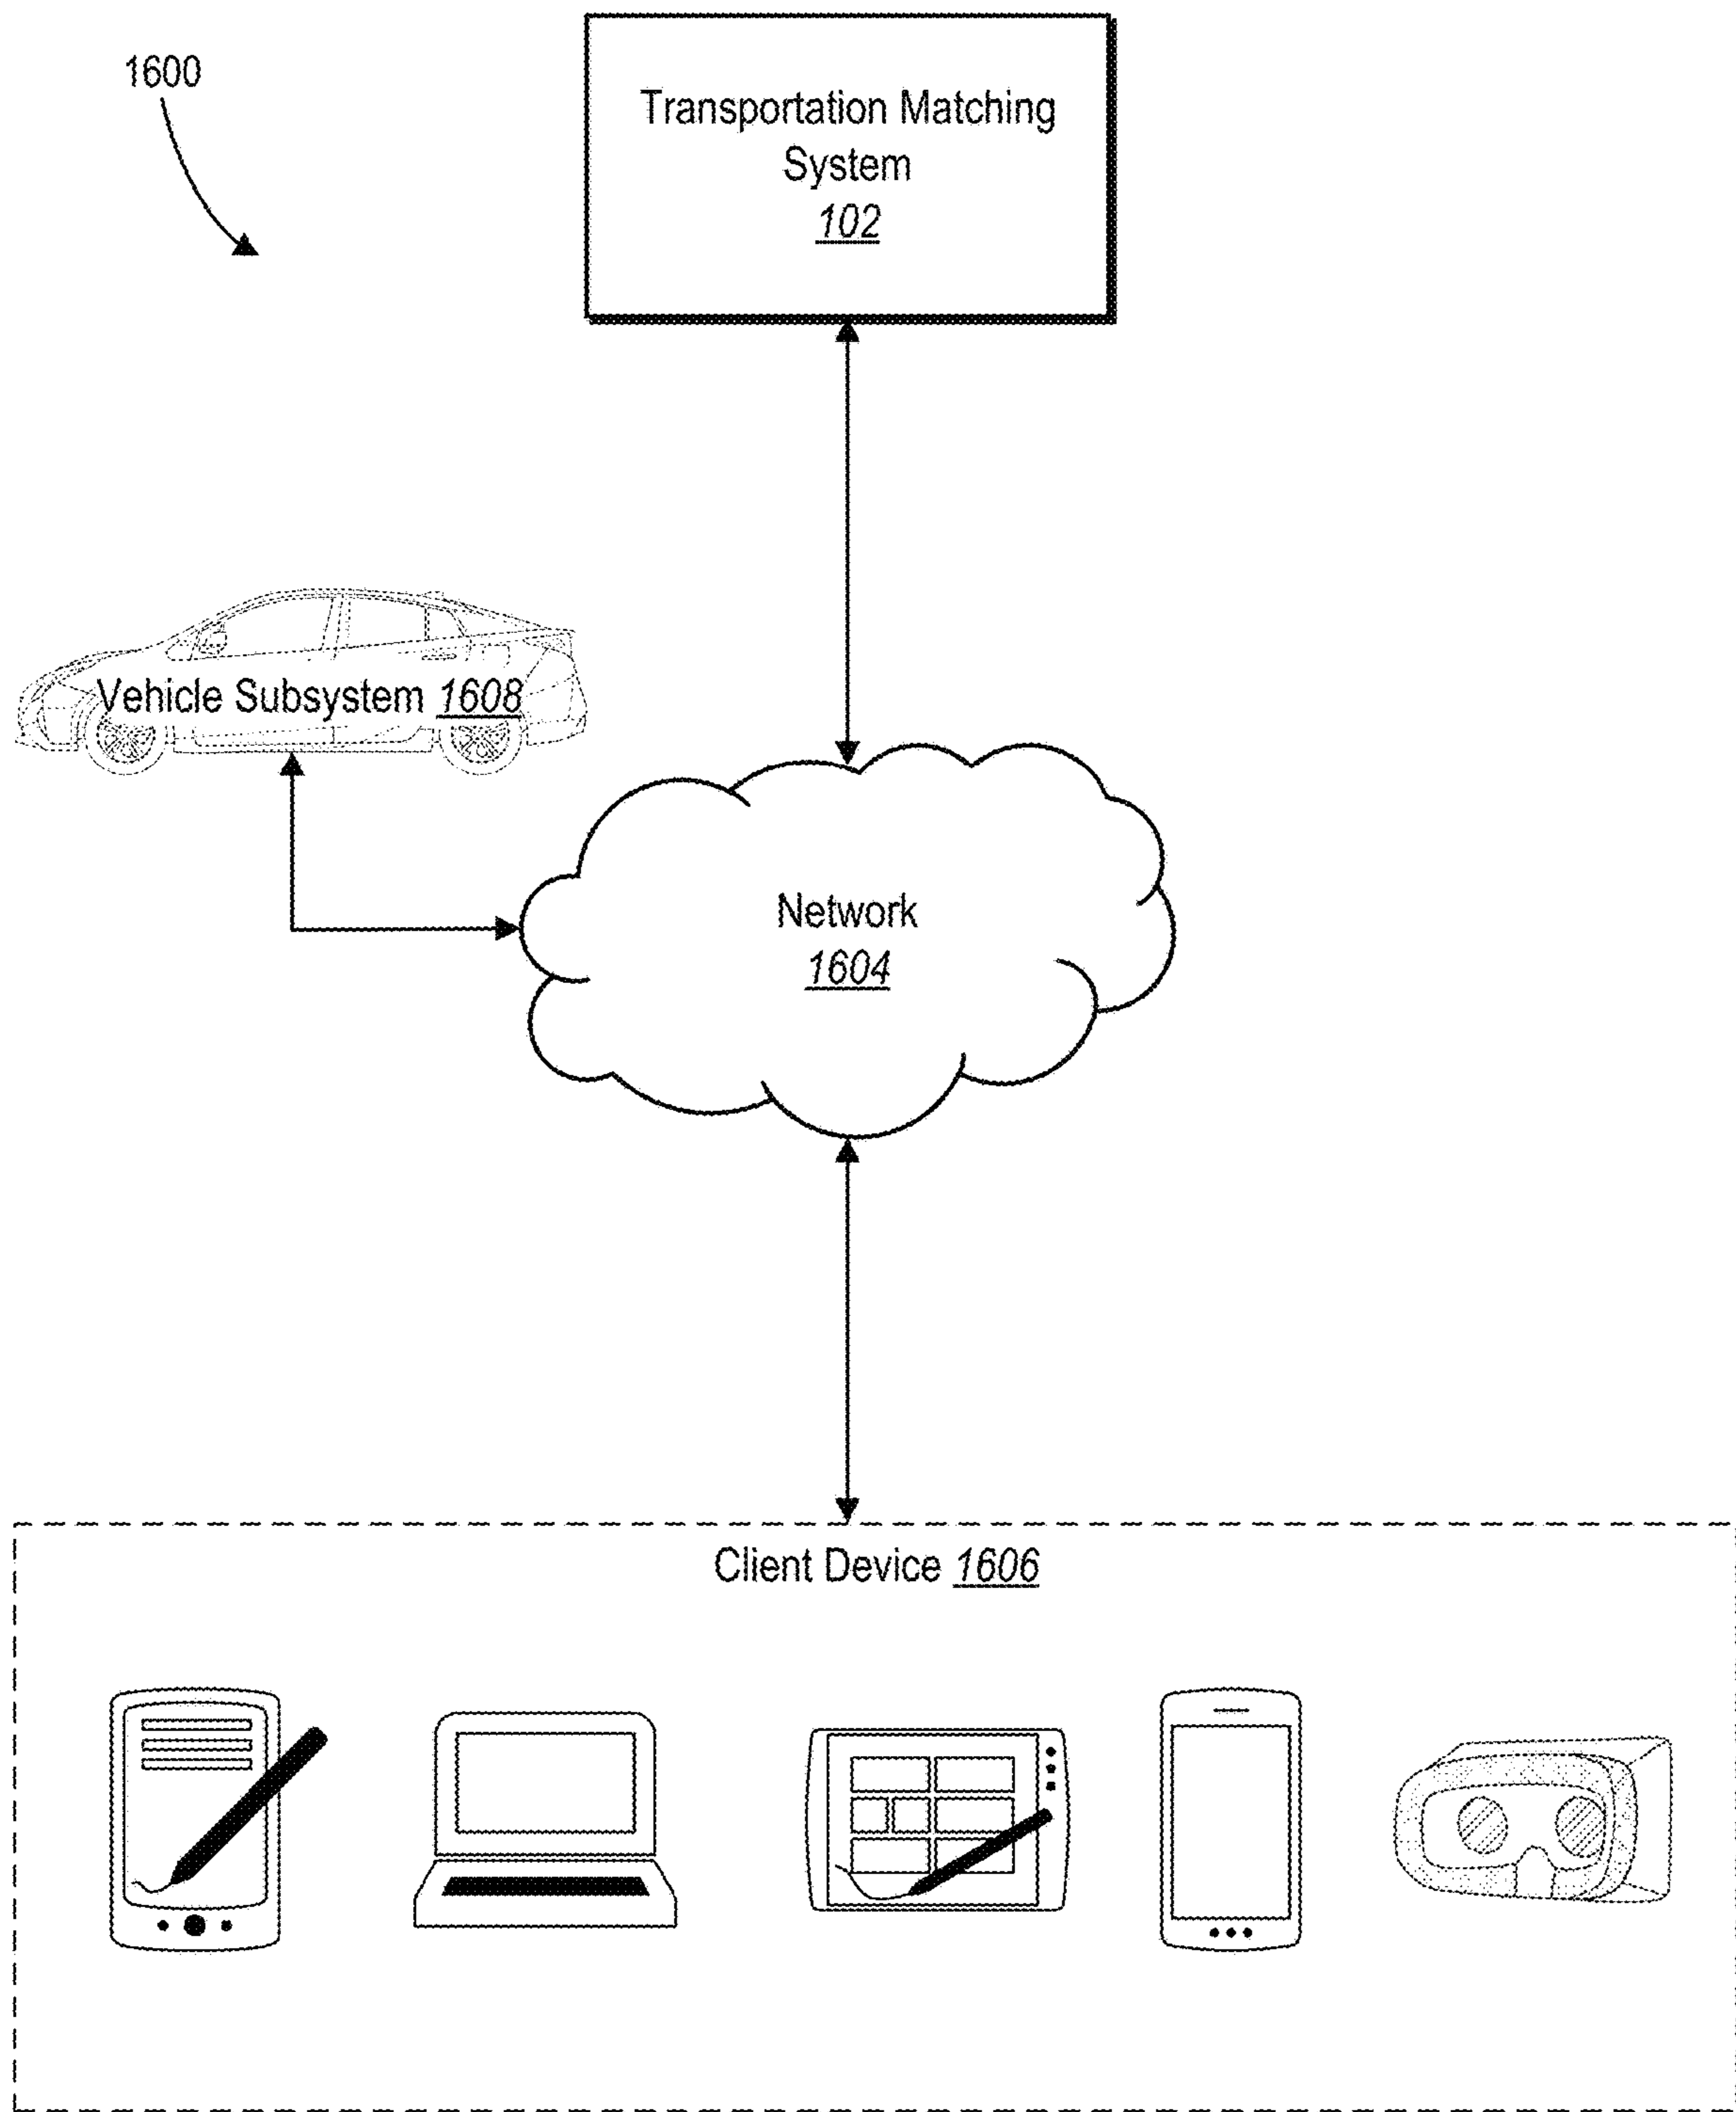 1600
Transportation Matching
System
102
Vehicle Subsystem 1608
Network
1604
Client Device 1606